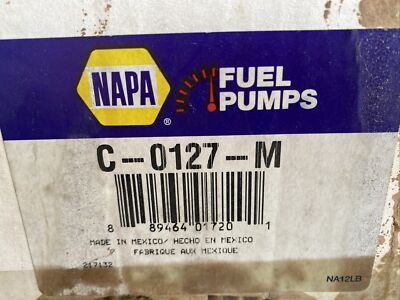 NAPA
®
FUEL
PUMPS
C-0127-M
8 89464 01720 1
MADE IN MEXICO/ HECHO EN MEXICO
FABRIQUE AUX MEXIQUE
217132
NA12LB